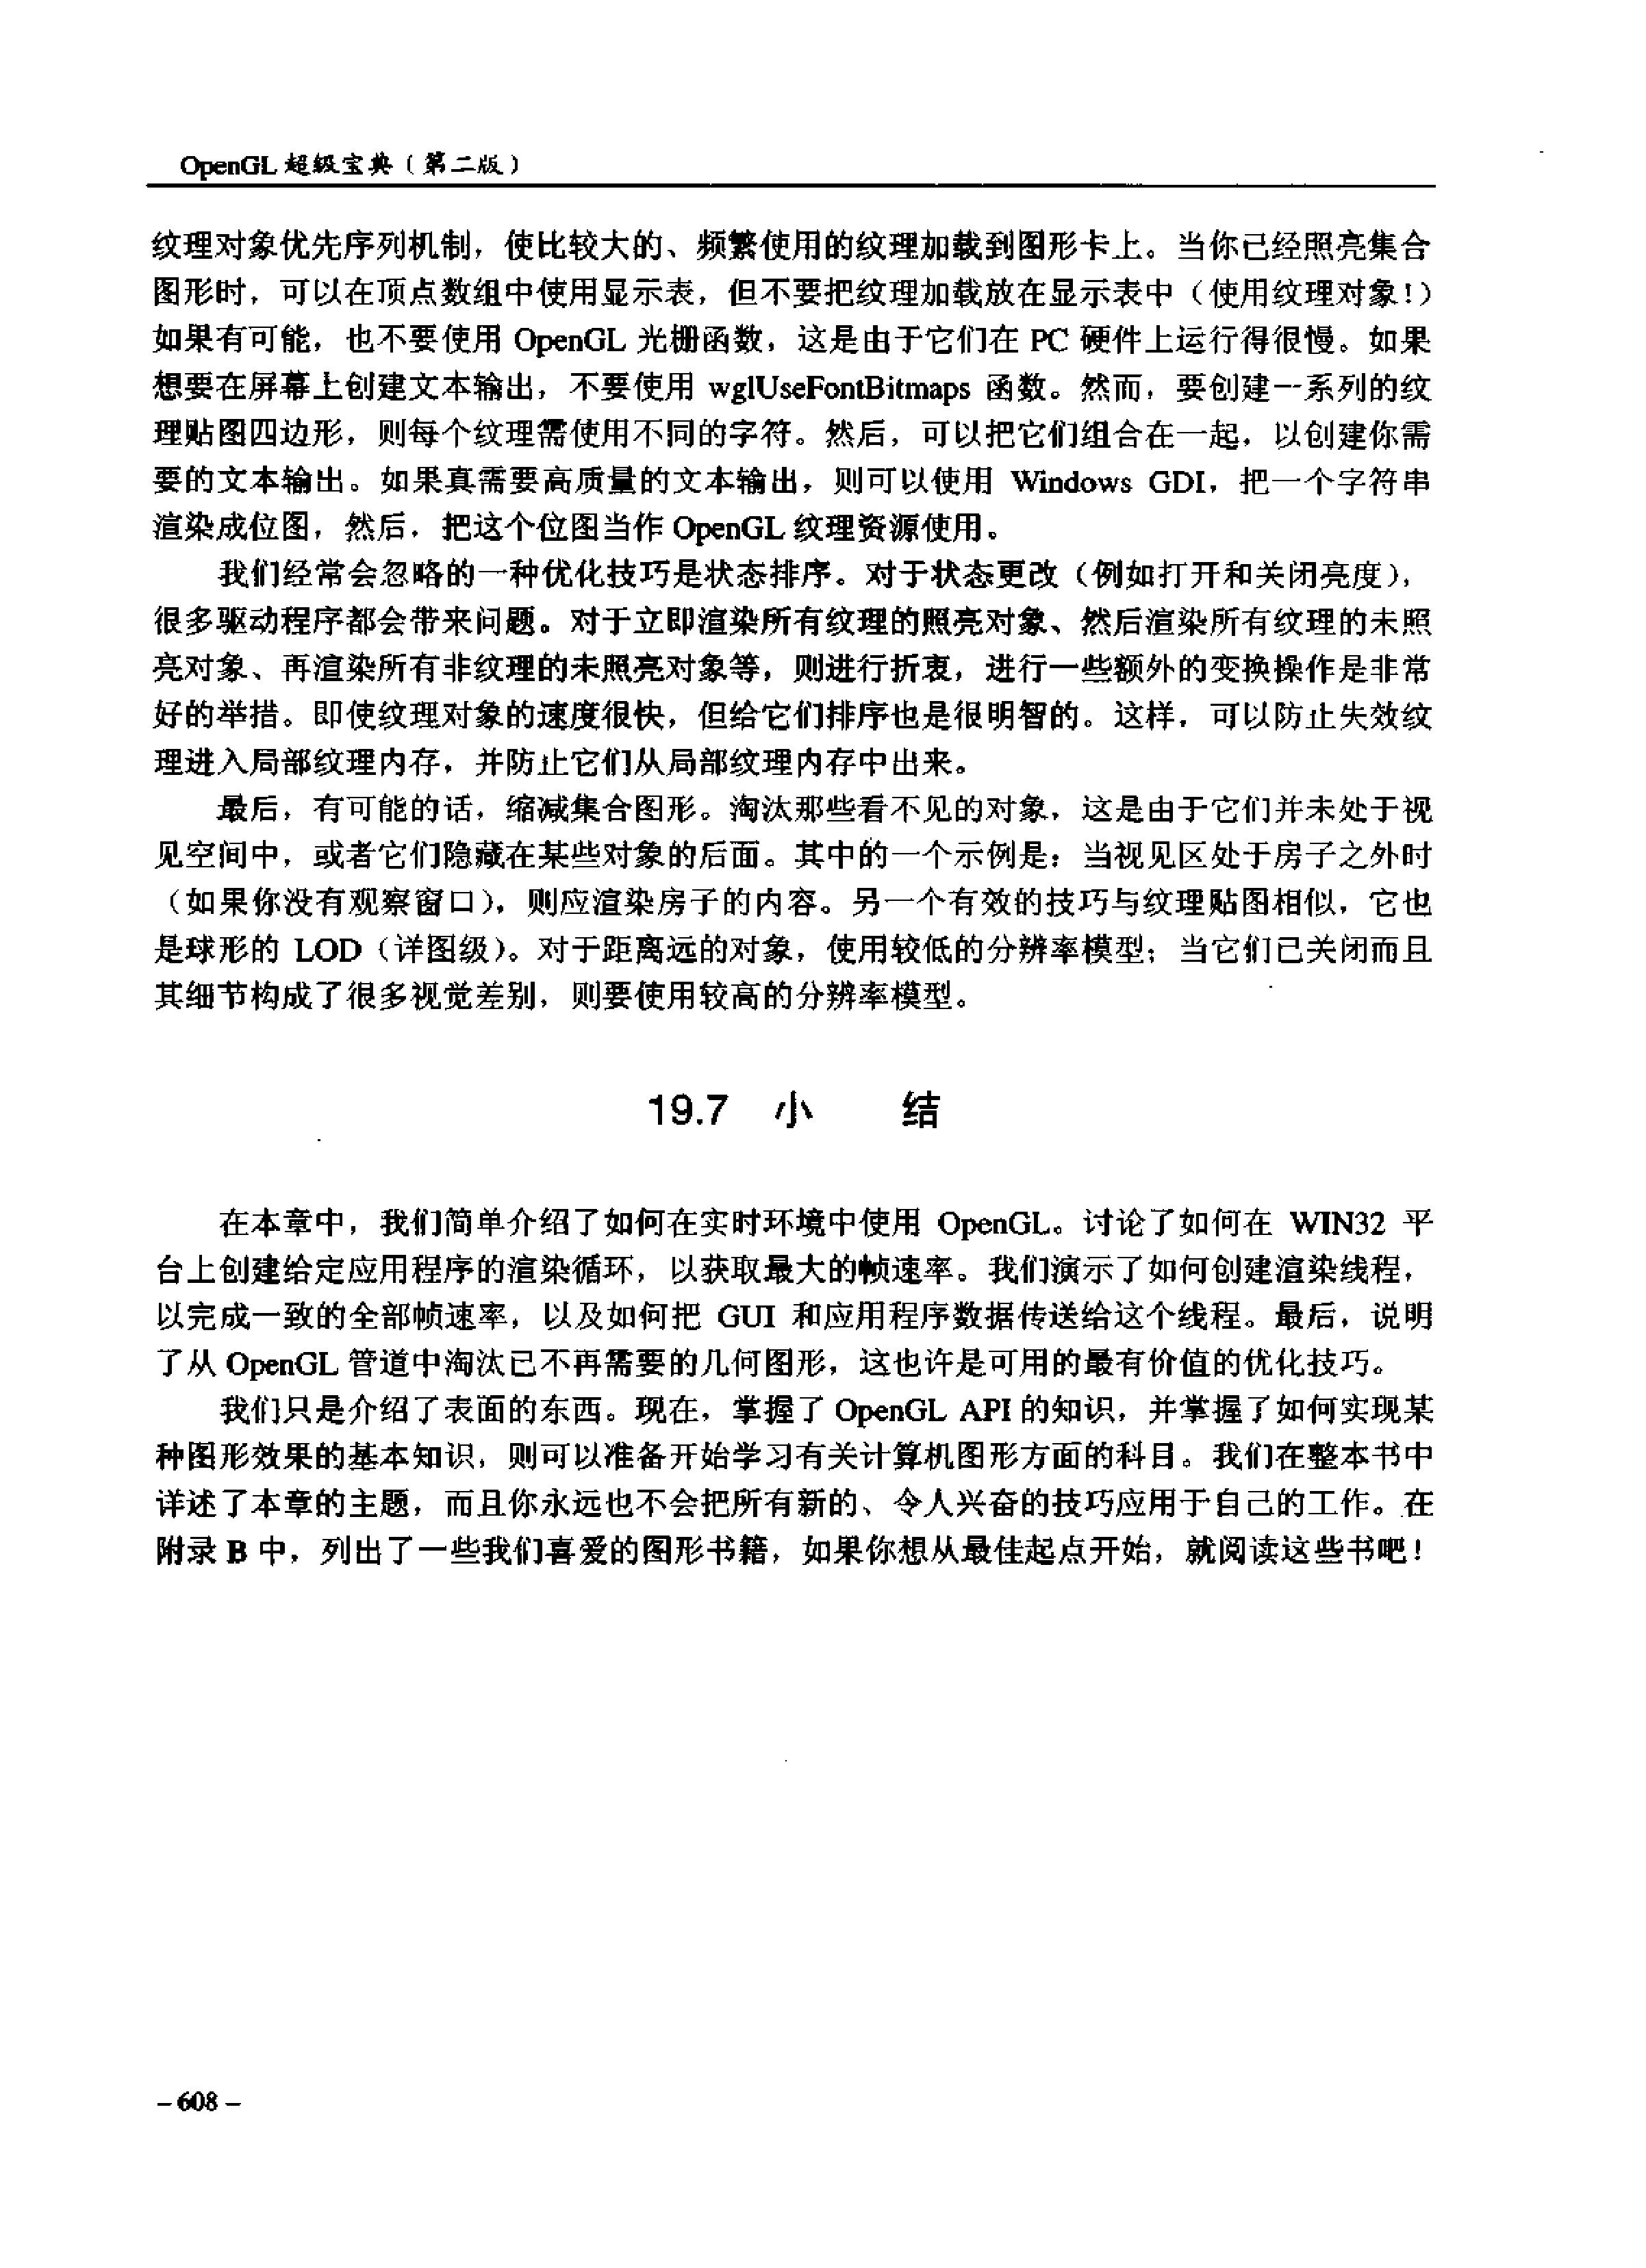 OpenGL 超级宝典（第二版）
纹理对象优先序列机制，使比较大的、频繁使用的纹理加载到图形卡上。当你已经照亮集合
图形时，可以在顶点数组中使用显示表，但不要把纹理加载放在显示表中（使用纹理对象！）
如果有可能，也不要使用 OpenGL 光栅函数，这是由于它们在 PC 硬件上运行得很慢。如果
想要在屏幕上创建文本输出，不要使用 wglUseFontBitmaps 函数。然而，要创建一系列的纹
理贴图四边形，则每个纹理需使用不同的字符。然后，可以把它们组合在一起，以创建你需
要的文本输出。如果真需要高质量的文本输出，则可以使用 Windows GDI，把一个字符串
渲染成位图，然后，把这个位图当作 OpenGL 纹理资源使用。
我们经常会忽略的一种优化技巧是状态排序。对于状态更改（例如打开和关闭亮度），
很多驱动程序都会带来问题。对于立即渲染所有纹理的照亮对象、然后渲染所有纹理的未照
亮对象、再渲染所有非纹理的未照亮对象等，则进行折衷，进行一些额外的变换操作是非常
好的举措。即使纹理对象的速度很快，但给它们排序也是很明智的。这样，可以防止失效纹
理进入局部纹理内存，并防止它们从局部纹理内存中出来。
最后，有可能的话，缩减集合图形。淘汰那些看不见的对象，这是由于它们并未处于视
见空间中，或者它们隐藏在某些对象的后面。其中的一个示例是：当视见区处于房子之外时
（如果你没有观察窗口），则应渲染房子的内容。另一个有效的技巧与纹理贴图相似，它也
是球形的 LOD（详图级）。对于距离远的对象，使用较低的分辨率模型；当它们已关闭而且
其细节构成了很多视觉差别，则要使用较高的分辨率模型。
19.7 小 结
在本章中，我们简单介绍了如何在实时环境中使用 OpenGL。讨论了如何在 WIN32 平
台上创建给定应用程序的渲染循环，以获取最大的帧速率。我们演示了如何创建渲染线程，
以完成一致的全部帧速率，以及如何把 GUI 和应用程序数据传送给这个线程。最后，说明
了从 OpenGL 管道中淘汰已不再需要的几何图形，这也许是可用的最有价值的优化技巧。
我们只是介绍了表面的东西。现在，掌握了 OpenGL API 的知识，并掌握了如何实现某
种图形效果的基本知识，则可以准备开始学习有关计算机图形方面的科目。我们在整本书中
详述了本章的主题，而且你永远也不会把所有新的、令人兴奋的技巧应用于自己的工作。在
附录 B 中，列出了一些我们喜爱的图形书籍，如果你想从最佳起点开始，就阅读这些书吧！
－608－